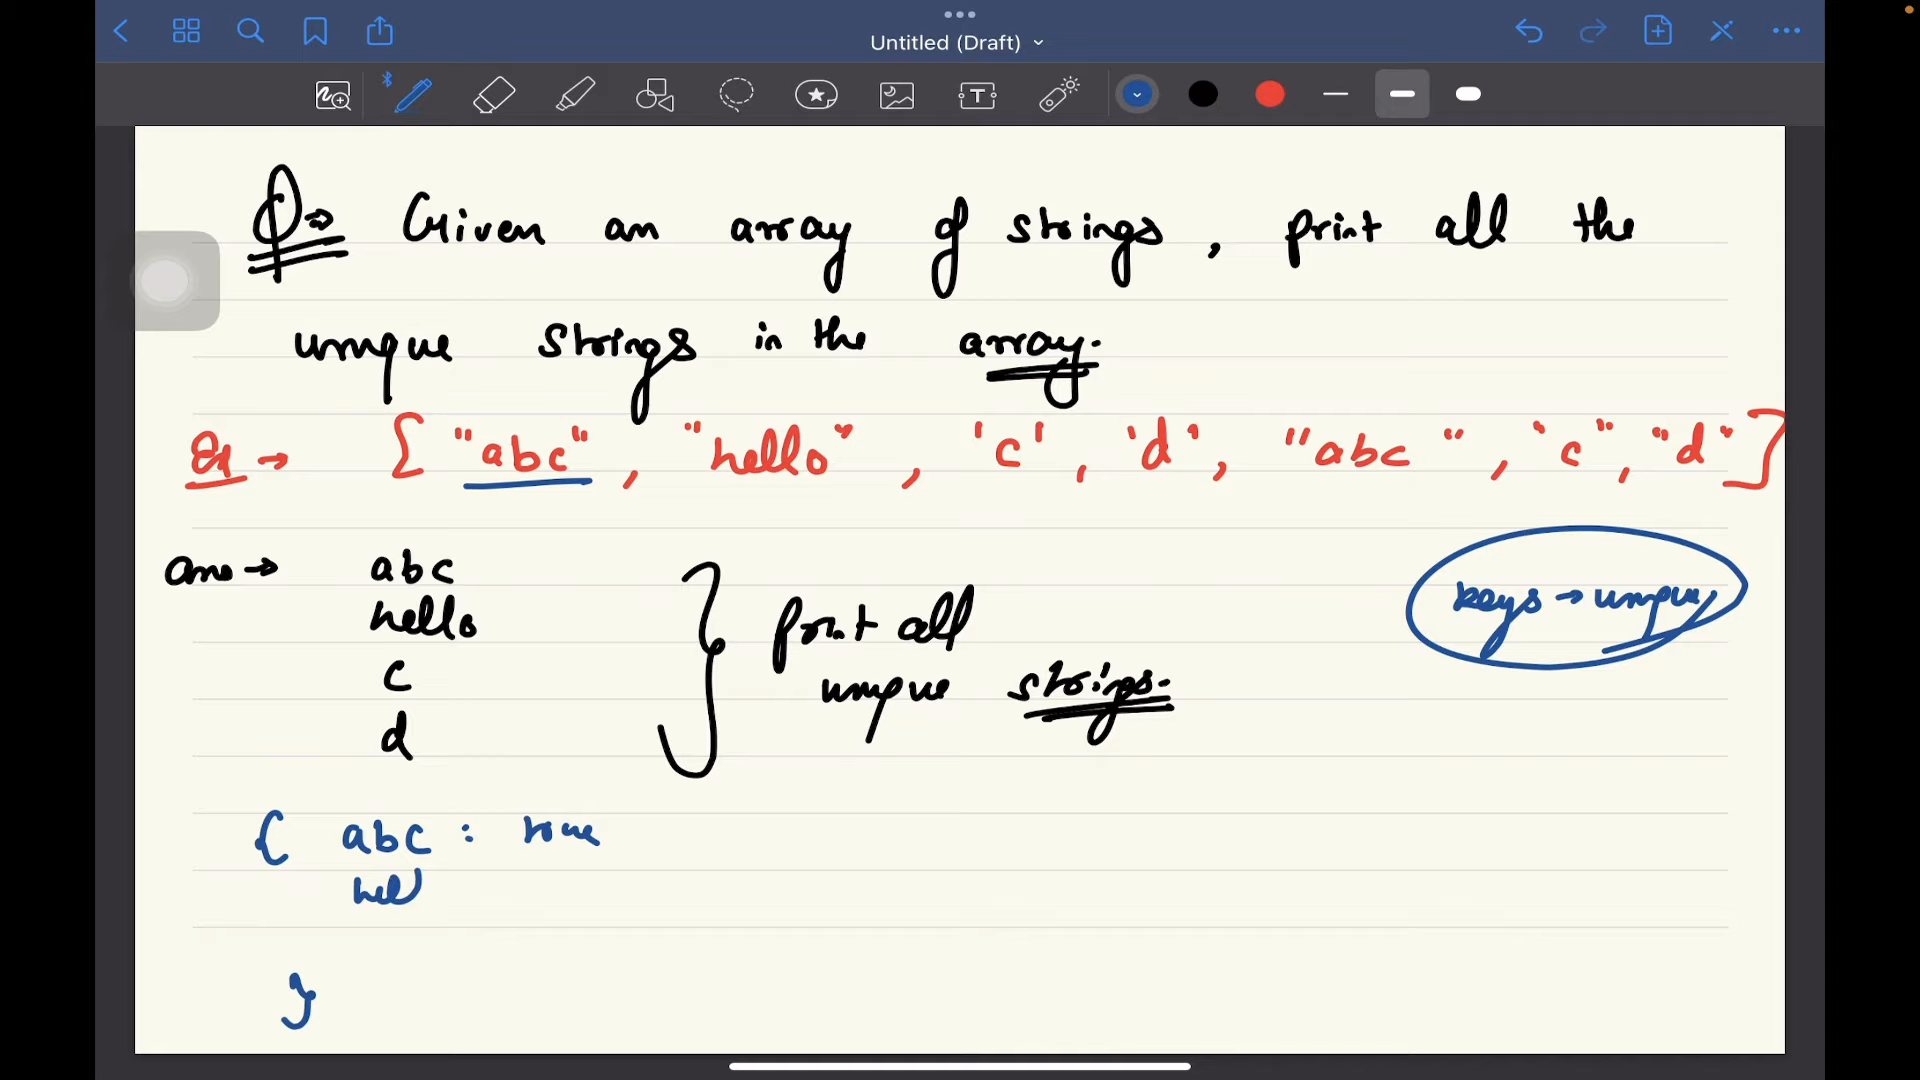 Untitled (Draft)
Q→ Given an array of strings, print all the
unique strings in the array.
Ex → ["abc", "hello", 'c', 'd', "abc", "c", "d"]
Ans → abc
hello
c
d
print all
unique strings.
keys → unique
{ abc : true
hel
}